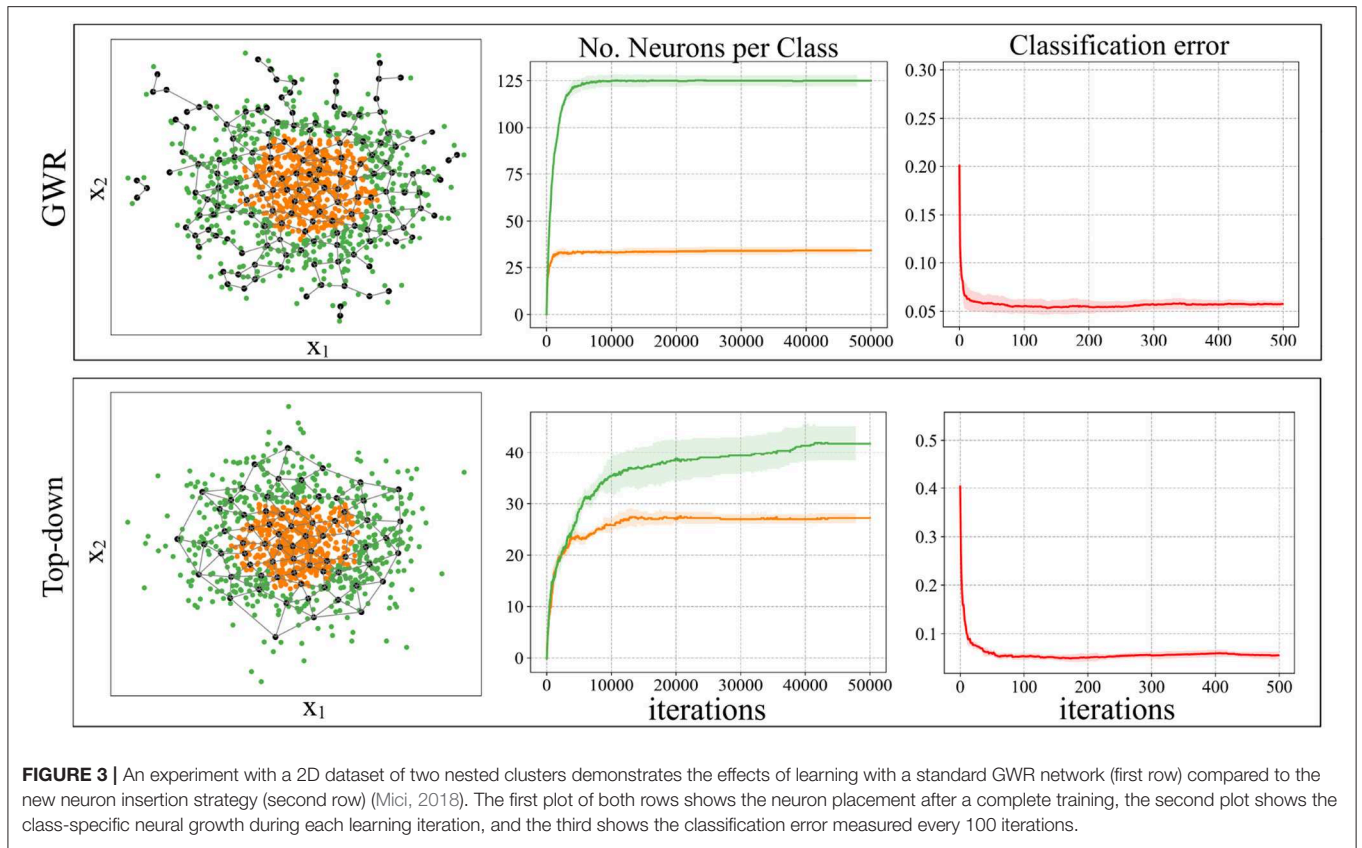 No. Neurons per Class
Classification error
GWR
x2
x1
125
100
75
50
25
0
0 10000 20000 30000 40000 50000
0.30
0.25
0.20
0.15
0.10
0.05
0 100 200 300 400 500
Top-down
x2
x1
40
30
20
10
0
0 10000 20000 30000 40000 50000
iterations
0.5
0.4
0.3
0.2
0.1
0 100 200 300 400 500
iterations
FIGURE 3 | An experiment with a 2D dataset of two nested clusters demonstrates the effects of learning with a standard GWR network (first row) compared to the
new neuron insertion strategy (second row) (Mici, 2018). The first plot of both rows shows the neuron placement after a complete training, the second plot shows the
class-specific neural growth during each learning iteration, and the third shows the classification error measured every 100 iterations.